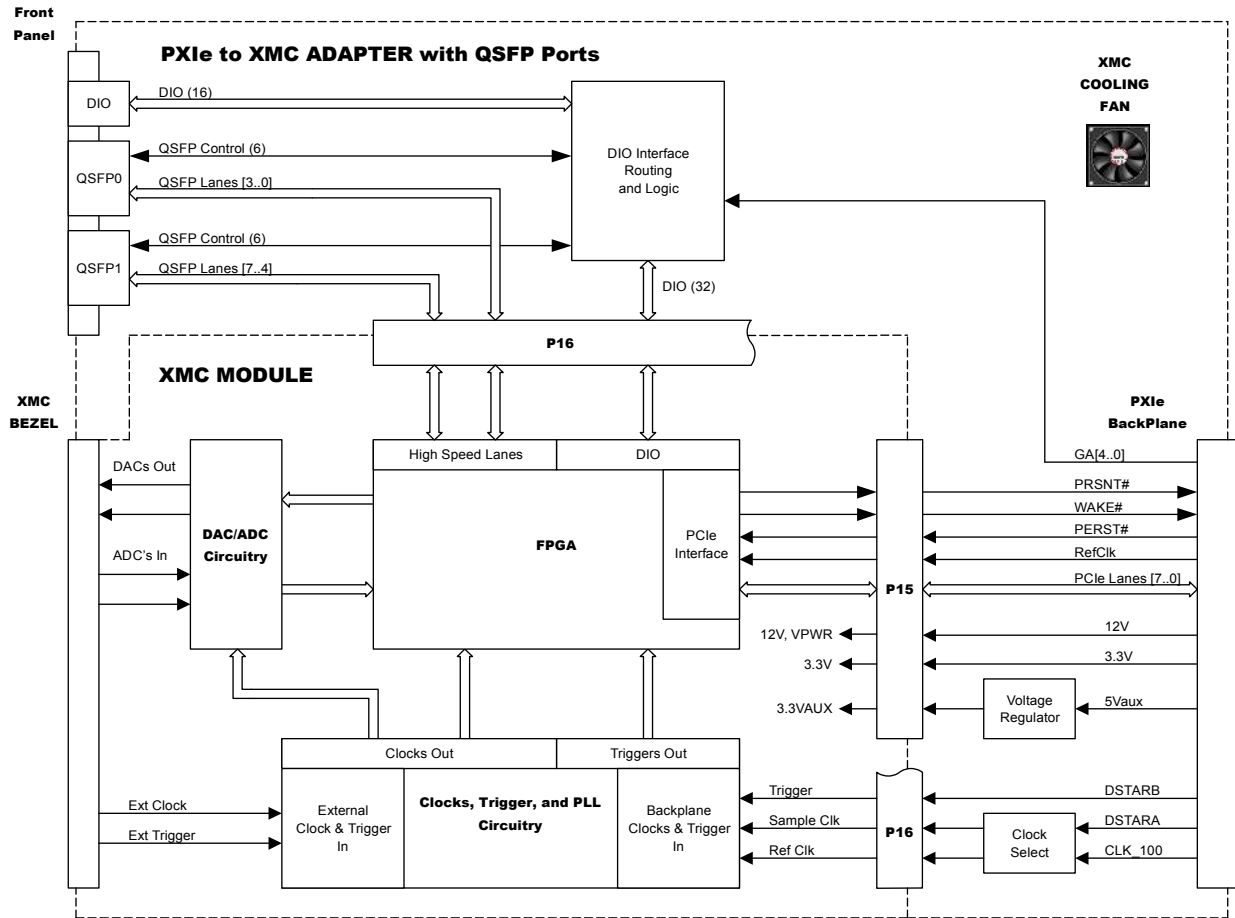 Front
Panel
PXIe to XMC ADAPTER with QSFP Ports
XMC
COOLING
FAN
DIO
DIO (16)
QSFP0
QSFP Control (6)
QSFP Lanes [3..0]
DIO Interface
Routing
and Logic
QSFP1
QSFP Control (6)
QSFP Lanes [7..4]
DIO (32)
P16
XMC MODULE
XMC
BEZEL
PXIe
BackPlane
DACs Out
ADC's In
DAC/ADC
Circuitry
High Speed Lanes
DIO
FPGA
PCIe
Interface
P15
GA[4..0]
PRSNT#
WAKE#
PERST#
RefClk
PCIe Lanes [7..0]
12V, VPWR
12V
3.3V
3.3V
3.3VAUX
Voltage
Regulator
5Vaux
Clocks Out
Triggers Out
Ext Clock
Ext Trigger
External
Clock & Trigger
In
Clocks, Trigger, and PLL
Circuitry
Backplane
Clocks & Trigger
In
Trigger
Sample Clk
Ref Clk
P16
Clock
Select
DSTARB
DSTARA
CLK_100